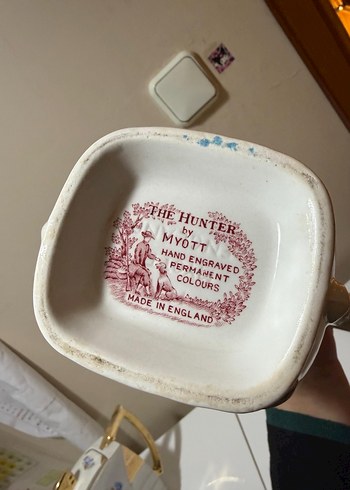 THE HUNTER
by
MYOTT
HAND ENGRAVED
PERMANENT
COLOURS
MADE IN ENGLAND